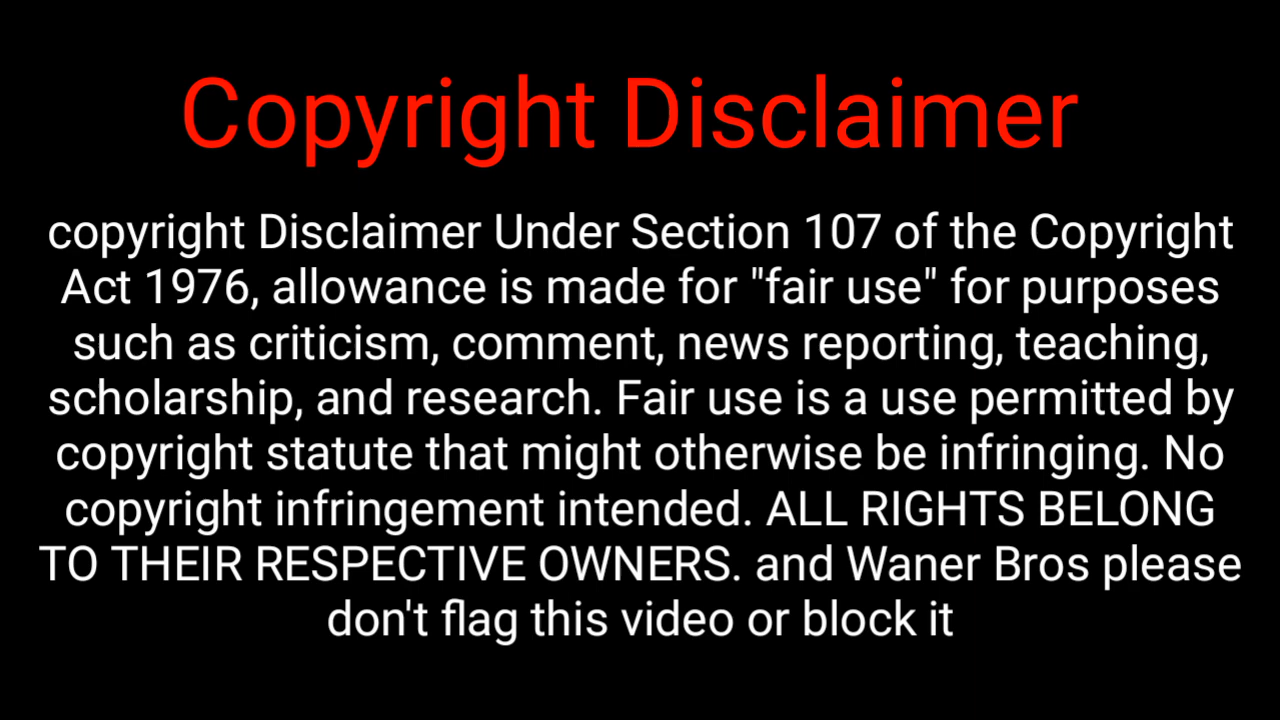 Copyright Disclaimer
copyright Disclaimer Under Section 107 of the Copyright
Act 1976, allowance is made for "fair use" for purposes
such as criticism, comment, news reporting, teaching,
scholarship, and research. Fair use is a use permitted by
copyright statute that might otherwise be infringing. No
copyright infringement intended. ALL RIGHTS BELONG
TO THEIR RESPECTIVE OWNERS. and Waner Bros please
don't flag this video or block it